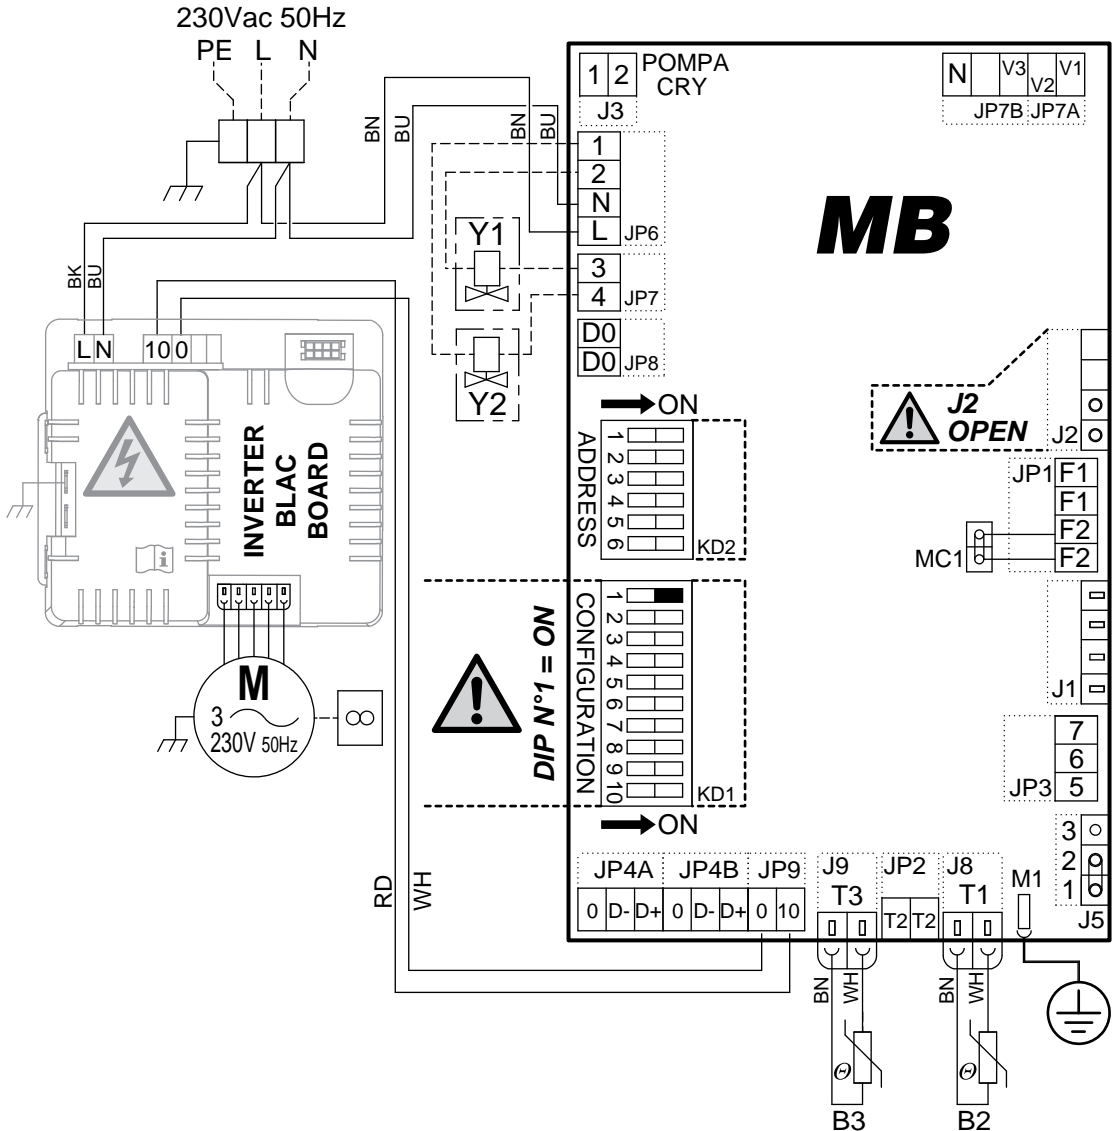 230Vac 50Hz
PE L N
BN
BU
BN
BU
BK
BU
L N
10 0
INVERTER
BLAC
BOARD
i
M
3
230V 50Hz
RD
WH
Y1
Y2
1 2
POMPA
CRY
J3
1
2
N
L
JP6
3
4
JP7
D0
D0
JP8
N V3 V2 V1
JP7B JP7A
MB
ON
ADDRESS
1
2
3
4
5
6
KD2
DIP N°1 = ON
CONFIGURATION
1
2
3
4
5
6
7
8
9
10
KD1
ON
J2
OPEN
J2
JP1
F1
F1
F2
F2
MC1
J1
7
6
5
JP3
3
2
1
J5
JP4A JP4B JP9
0 D- D+ 0 D- D+ 0 10
J9
T3
JP2
T2 T2
J8
T1
M1
BN
WH
BN
WH
Θ
Θ
B3
B2